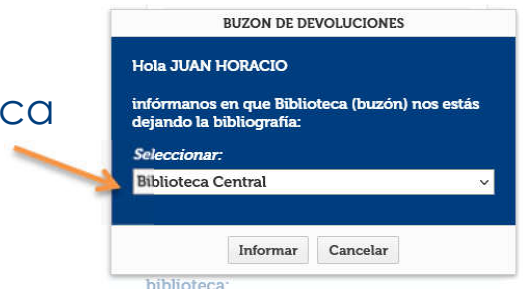 BUZON DE DEVOLUCIONES
Hola JUAN HORACIO
infórmanos en que Biblioteca (buzón) nos estás
dejando la bibliografía:
ca
Seleccionar:
Biblioteca Central
Informar Cancelar
biblioteca: